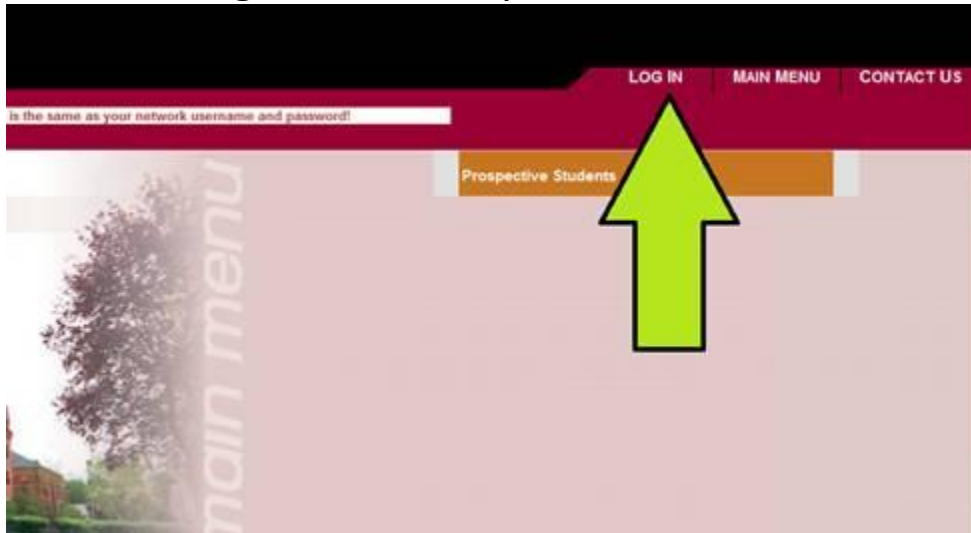 LOG IN MAIN MENU CONTACT US
is the same as your network username and password!
Prospective Students
main menu